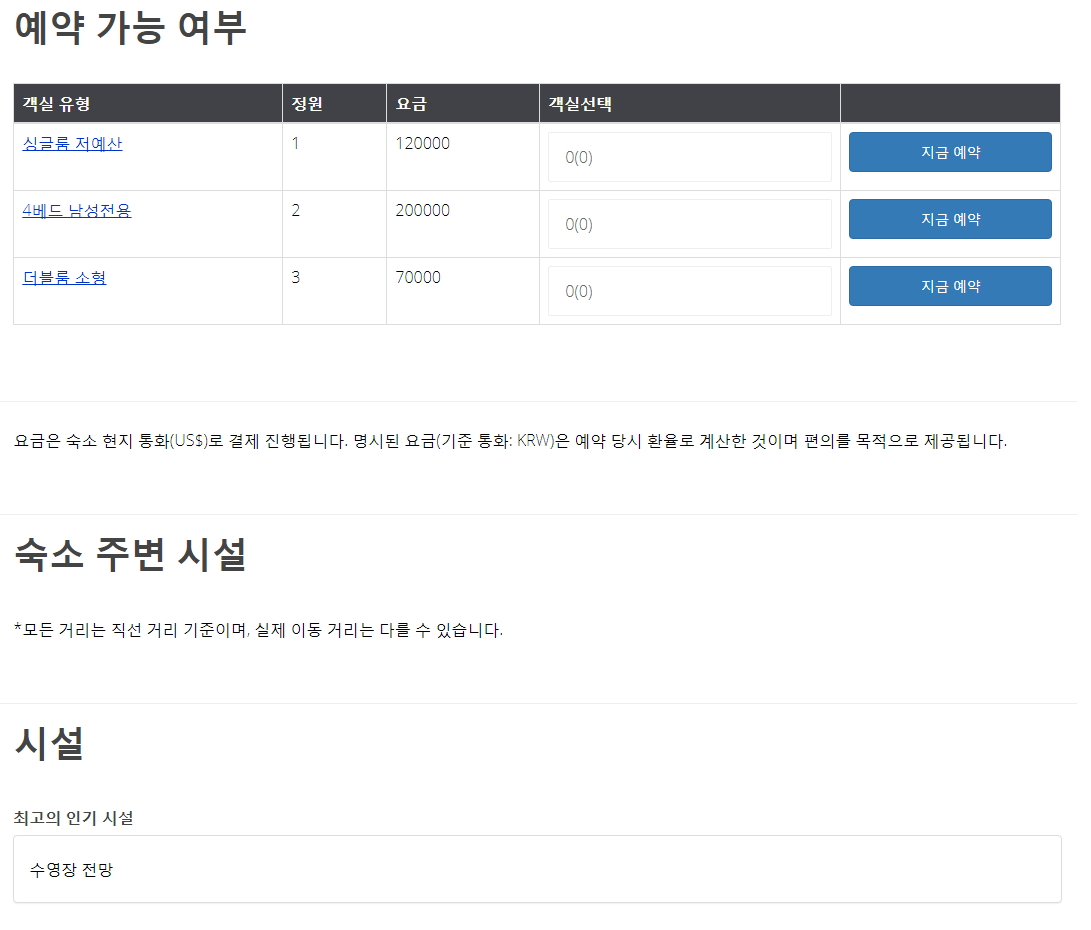 예약 가능 여부
객실 유형 정원 요금 객실선택
싱글룸 저예산 1 120000 0(0) 지금 예약
4베드 남성전용 2 200000 0(0) 지금 예약
더블룸 소형 3 70000 0(0) 지금 예약
요금은 숙소 현지 통화(US$)로 결제 진행됩니다. 명시된 요금(기준 통화: KRW)은 예약 당시 환율로 계산한 것이며 편의를 목적으로 제공됩니다.
숙소 주변 시설
*모든 거리는 직선 거리 기준이며, 실제 이동 거리는 다를 수 있습니다.
시설
최고의 인기 시설
수영장 전망